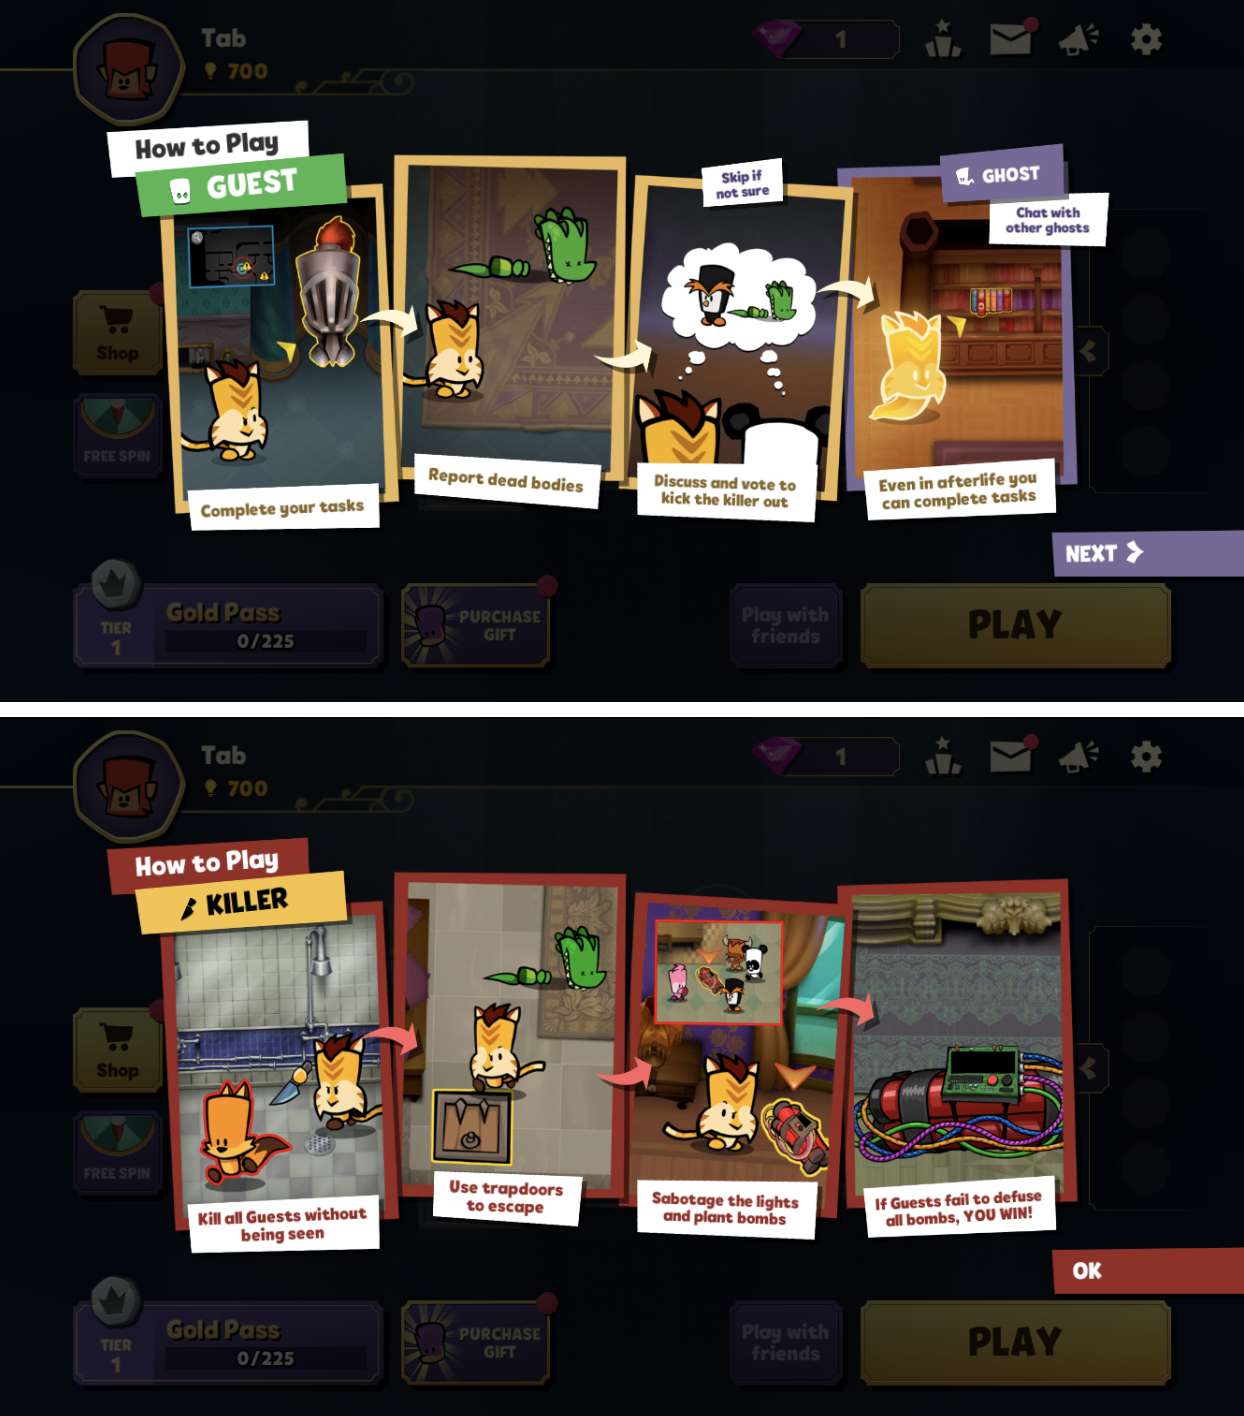 Tab
700
1
How to Play
GUEST
Skip if
not sure
GHOST
Chat with
other ghosts
Shop
FREE SPIN
Complete your tasks
Report dead bodies
Discuss and vote to
kick the killer out
Even in afterlife you
can complete tasks
NEXT
TIER
1
Gold Pass
0/225
PURCHASE
GIFT
Play with
friends
PLAY
Tab
700
1
How to Play
KILLER
Shop
FREE SPIN
Kill all Guests without
being seen
Use trapdoors
to escape
Sabotage the lights
and plant bombs
If Guests fail to defuse
all bombs, YOU WIN!
OK
TIER
1
Gold Pass
0/225
PURCHASE
GIFT
Play with
friends
PLAY